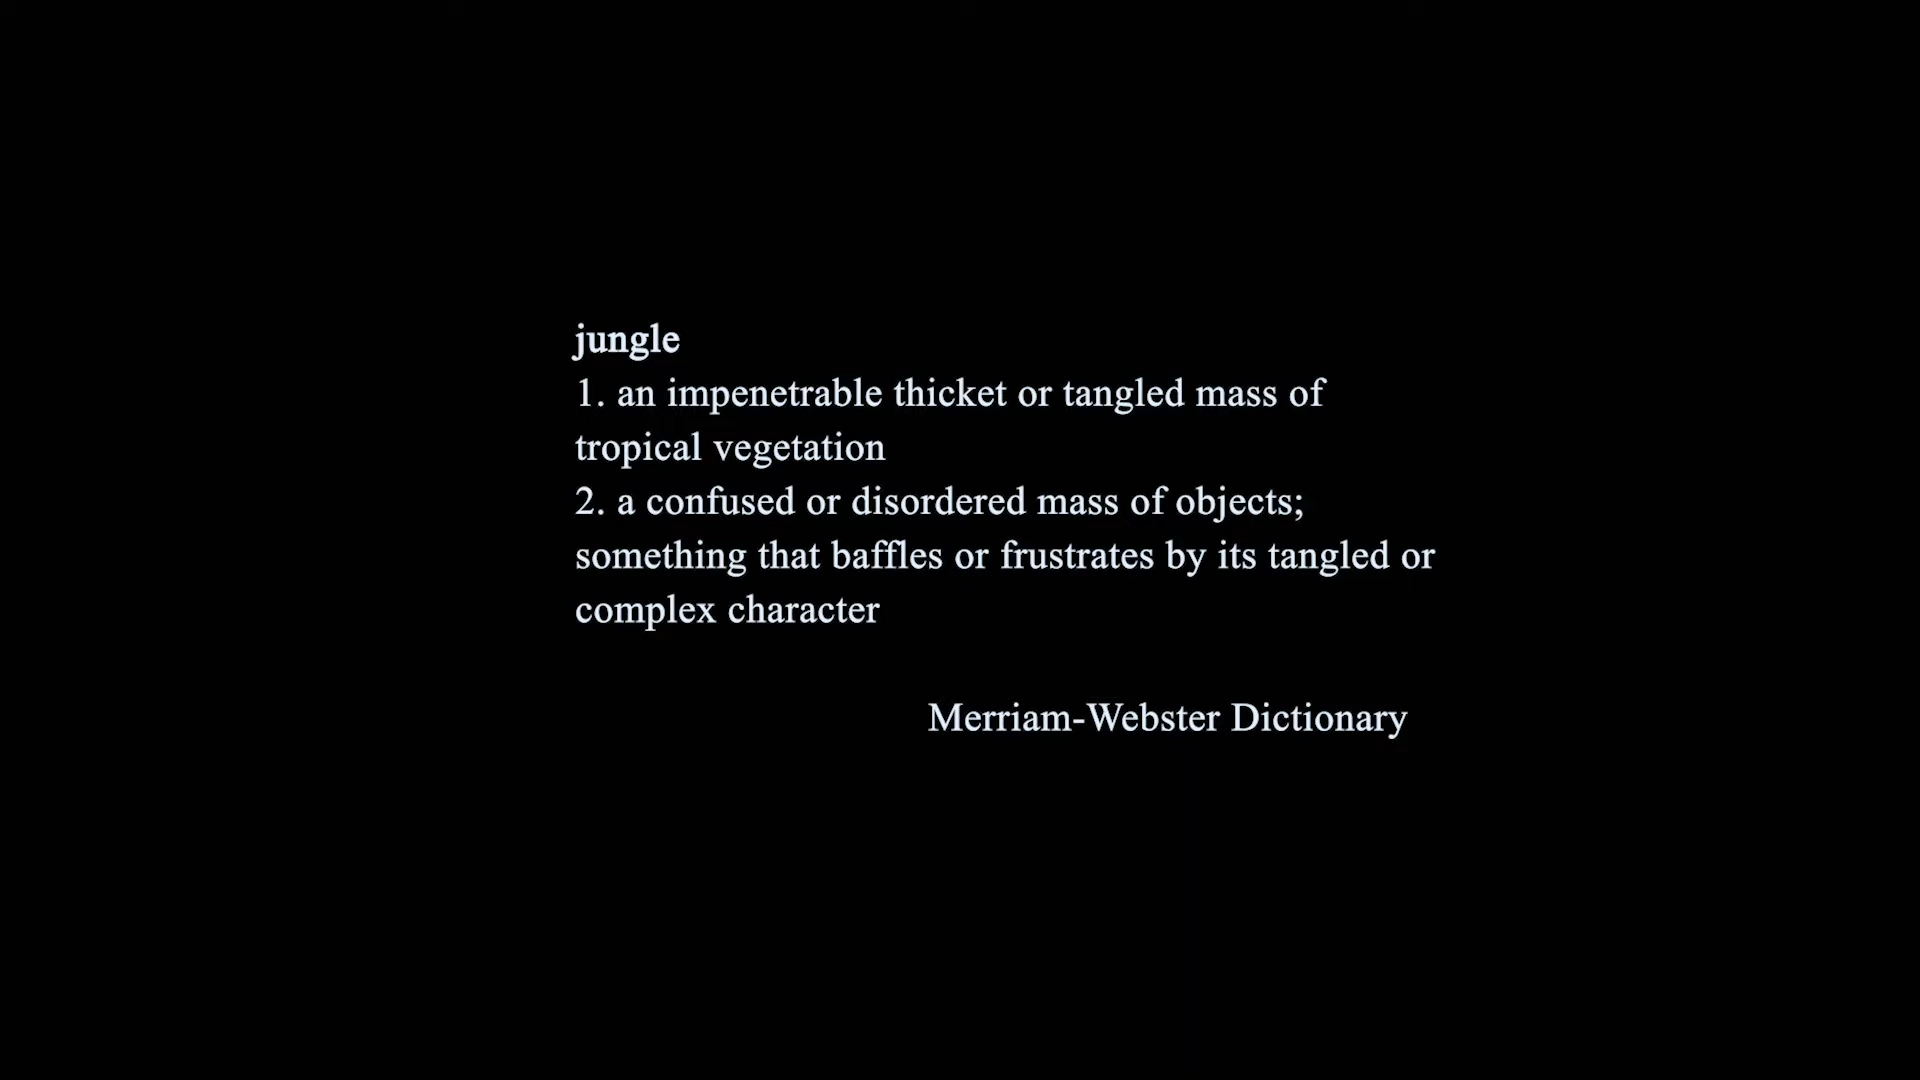 jungle
1. an impenetrable thicket or tangled mass of
tropical vegetation
2. a confused or disordered mass of objects;
something that baffles or frustrates by its tangled or
complex character
Merriam-Webster Dictionary